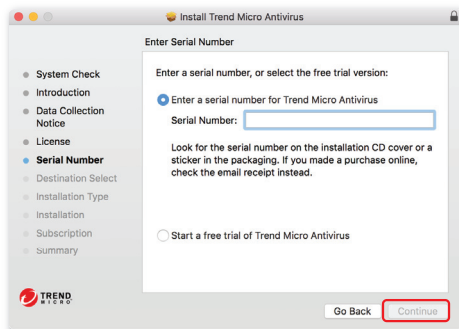 Install Trend Micro Antivirus
Enter Serial Number
System Check
Introduction
Data Collection
Notice
License
Serial Number
Destination Select
Installation Type
Installation
Subscription
Summary
Enter a serial number, or select the free trial version:
Enter a serial number for Trend Micro Antivirus
Serial Number:
Look for the serial number on the installation CD cover or a
sticker in the packaging. If you made a purchase online,
check the email receipt instead.
Start a free trial of Trend Micro Antivirus
TREND
MICRO
Go Back
Continue